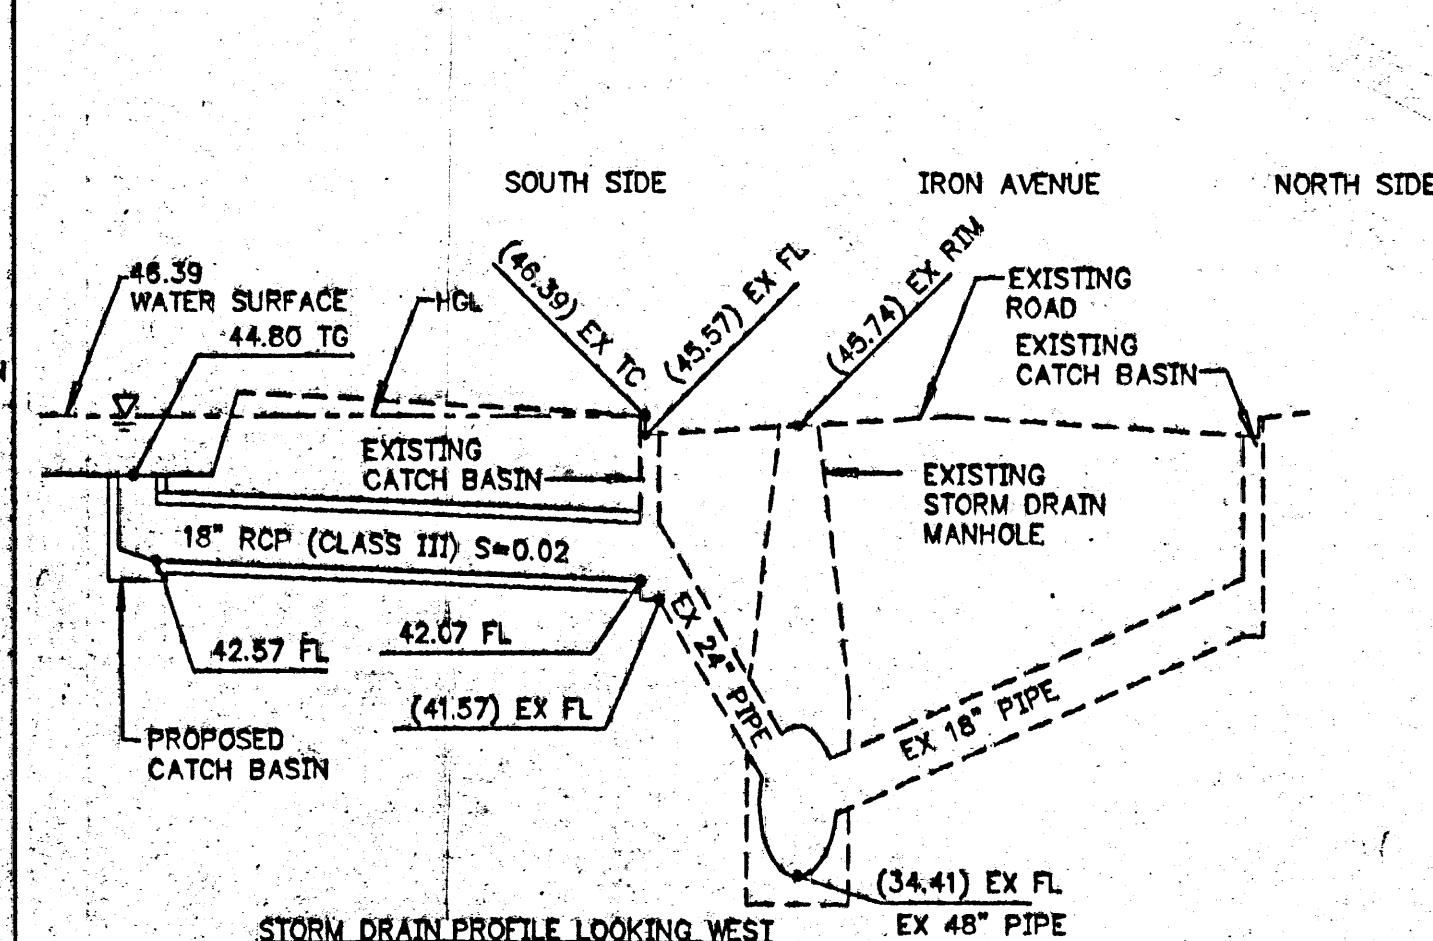 SOUTH SIDE
IRON AVENUE
NORTH SIDE
46.39
WATER SURFACE
44.80 TG
HGL
(46.39) EX TC
(45.57) EX FL
(45.74) EX RIM
EXISTING
ROAD
EXISTING
CATCH BASIN
EXISTING
CATCH BASIN
EXISTING
STORM DRAIN
MANHOLE
18" RCP (CLASS III) S=0.02
42.57 FL
42.07 FL
(41.57) EX FL
EX 24" PIPE
EX 18" PIPE
PROPOSED
CATCH BASIN
(34.41) EX FL
EX 48" PIPE
STORM DRAIN PROFILE LOOKING WEST